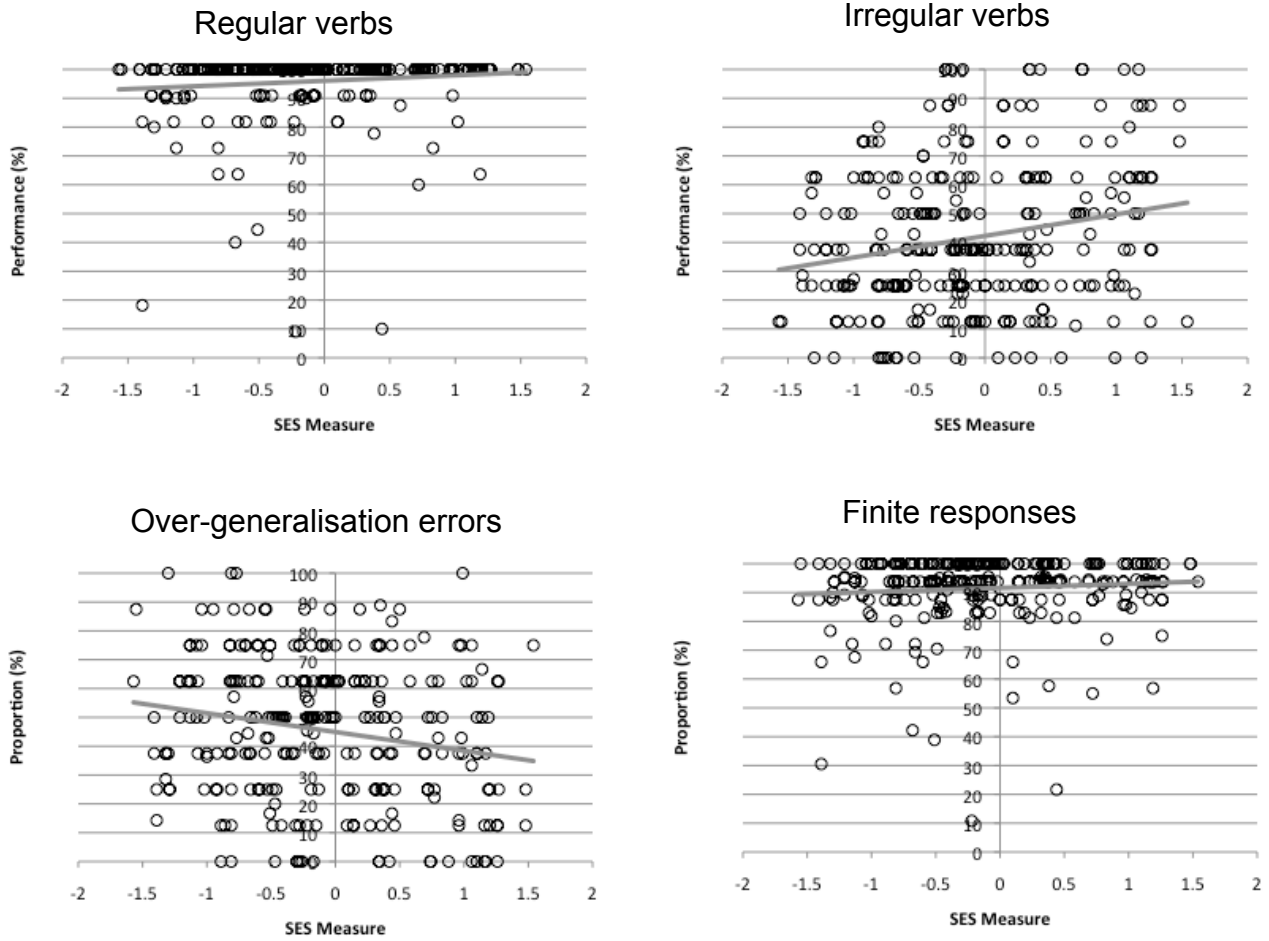 Regular verbs
Performance (%)
100
90
80
70
60
50
40
30
20
10
0
-2 -1.5 -1 -0.5 0 0.5 1 1.5 2
SES Measure
Irregular verbs
Performance (%)
90
80
70
60
50
40
30
20
10
0
-2 -1.5 -1 -0.5 0 0.5 1 1.5 2
SES Measure
Over-generalisation errors
Proportion (%)
100
90
80
70
60
50
40
30
20
10
0
-2 -1.5 -1 -0.5 0 0.5 1 1.5 2
SES Measure
Finite responses
Proportion (%)
80
70
60
50
40
30
20
10
0
-2 -1.5 -1 -0.5 0 0.5 1 1.5 2
SES Measure